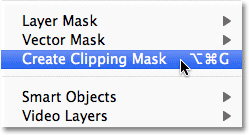 Layer Mask
Vector Mask
Create Clipping Mask ⌥⌘G
Smart Objects
Video Layers